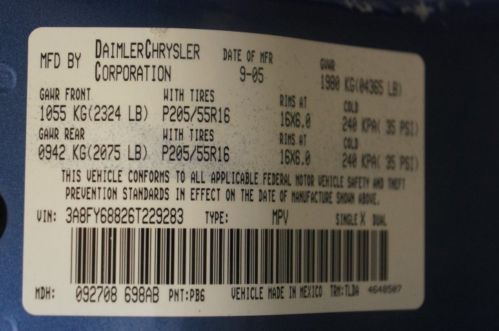 MFD BY DAIMLERCHRYSLER CORPORATION DATE OF MFR 9-05 GVWR 1980 KG(04365 LB)
GAWR FRONT WITH TIRES RIMS AT COLD
1055 KG(2324 LB) P205/55R16 16X6.0 240 KPA( 35 PSI)
GAWR REAR WITH TIRES RIMS AT COLD
0942 KG(2075 LB) P205/55R16 16X6.0 240 KPA( 35 PSI)
THIS VEHICLE CONFORMS TO ALL APPLICABLE FEDERAL MOTOR VEHICLE SAFETY AND THEFT
PREVENTION STANDARDS IN EFFECT ON THE DATE OF MANUFACTURE SHOWN ABOVE.
VIN: 3A8FY68826T229283 TYPE: MPV SINGLE X DUAL
MDH: 092708 698AB PNT:PB6 VEHICLE MADE IN MEXICO TRM:TLDA 4648507